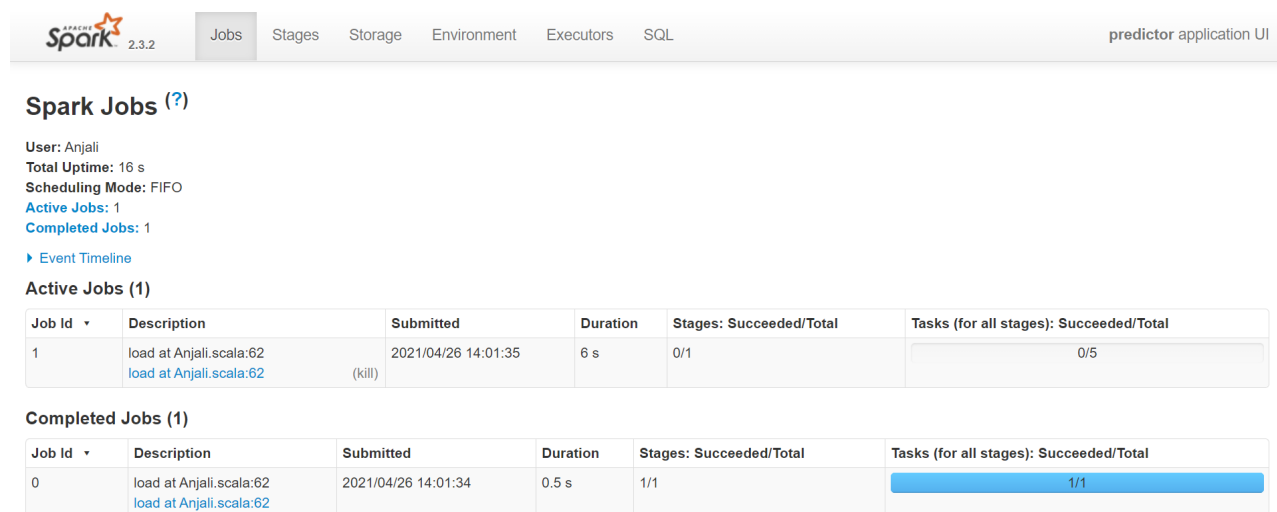 APACHE
Spark 2.3.2 Jobs Stages Storage Environment Executors SQL predictor application UI
Spark Jobs (?)
User: Anjali
Total Uptime: 16 s
Scheduling Mode: FIFO
Active Jobs: 1
Completed Jobs: 1
Event Timeline
Active Jobs (1)
Job Id ▾ Description Submitted Duration Stages: Succeeded/Total Tasks (for all stages): Succeeded/Total
1 load at Anjali.scala:62 2021/04/26 14:01:35 6 s 0/1 0/5
load at Anjali.scala:62 (kill)
Completed Jobs (1)
Job Id ▾ Description Submitted Duration Stages: Succeeded/Total Tasks (for all stages): Succeeded/Total
0 load at Anjali.scala:62 2021/04/26 14:01:34 0.5 s 1/1 1/1
load at Anjali.scala:62